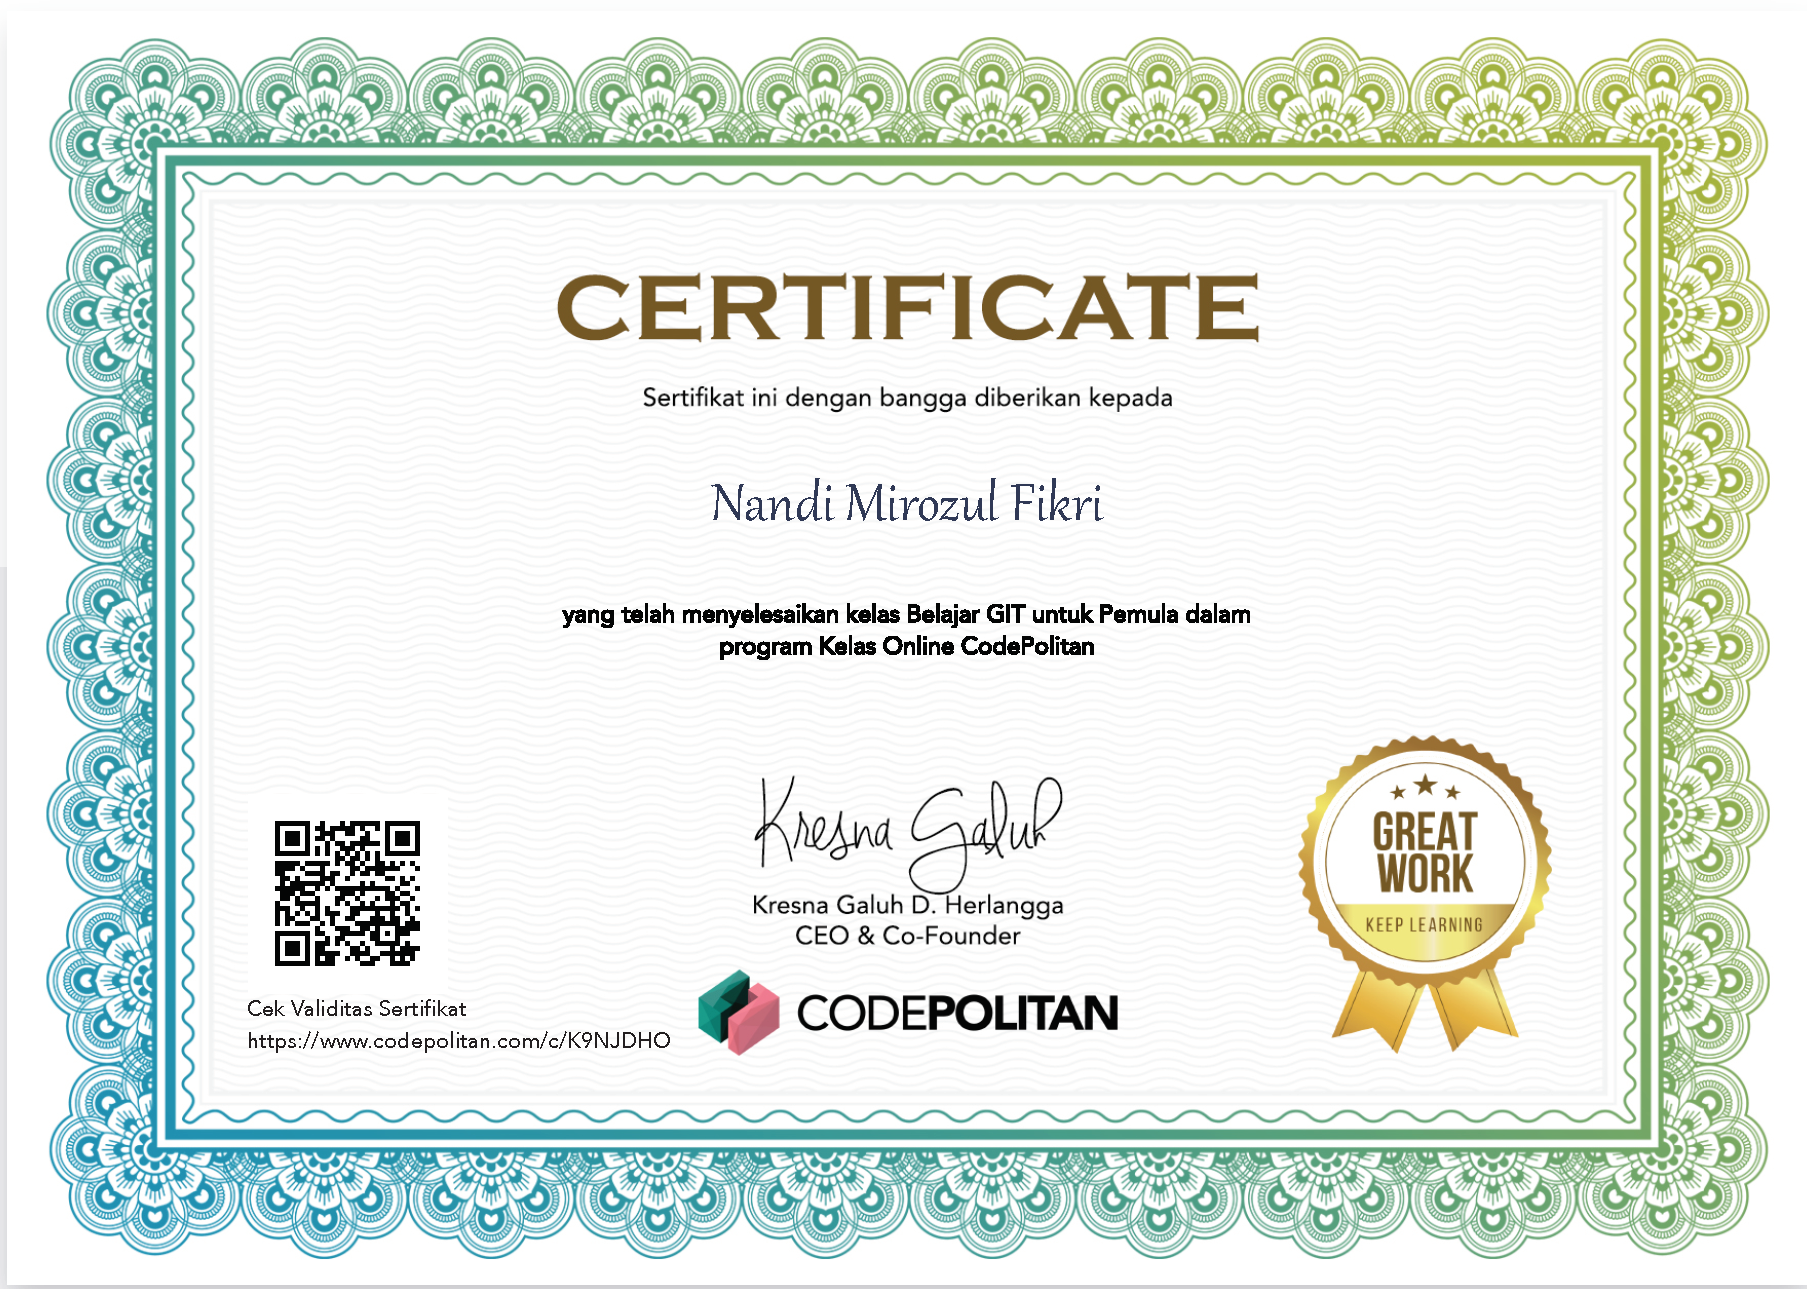 CERTIFICATE
Sertifikat ini dengan bangga diberikan kepada
Nandi Mirozul Fikri
yang telah menyelesaikan kelas Belajar GIT untuk Pemula dalam
program Kelas Online CodePolitan
Kresna Galuh
Kresna Galuh D. Herlangga
CEO & Co-Founder
CODEPOLITAN
Cek Validitas Sertifikat
https://www.codepolitan.com/c/K9NJDHO
GREAT
WORK
KEEP LEARNING